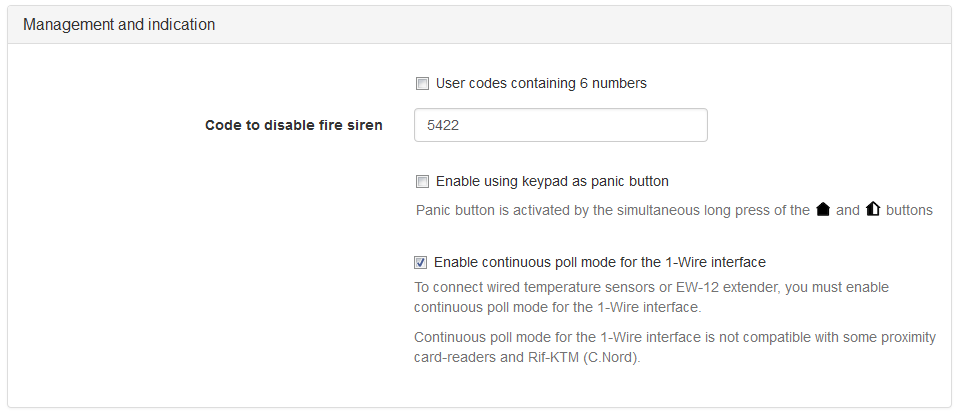 Management and indication
User codes containing 6 numbers
Code to disable fire siren 5422
Enable using keypad as panic button
Panic button is activated by the simultaneous long press of the and buttons
Enable continuous poll mode for the 1-Wire interface
To connect wired temperature sensors or EW-12 extender, you must enable
continuous poll mode for the 1-Wire interface.
Continuous poll mode for the 1-Wire interface is not compatible with some proximity
card-readers and Rif-KTM (C.Nord).